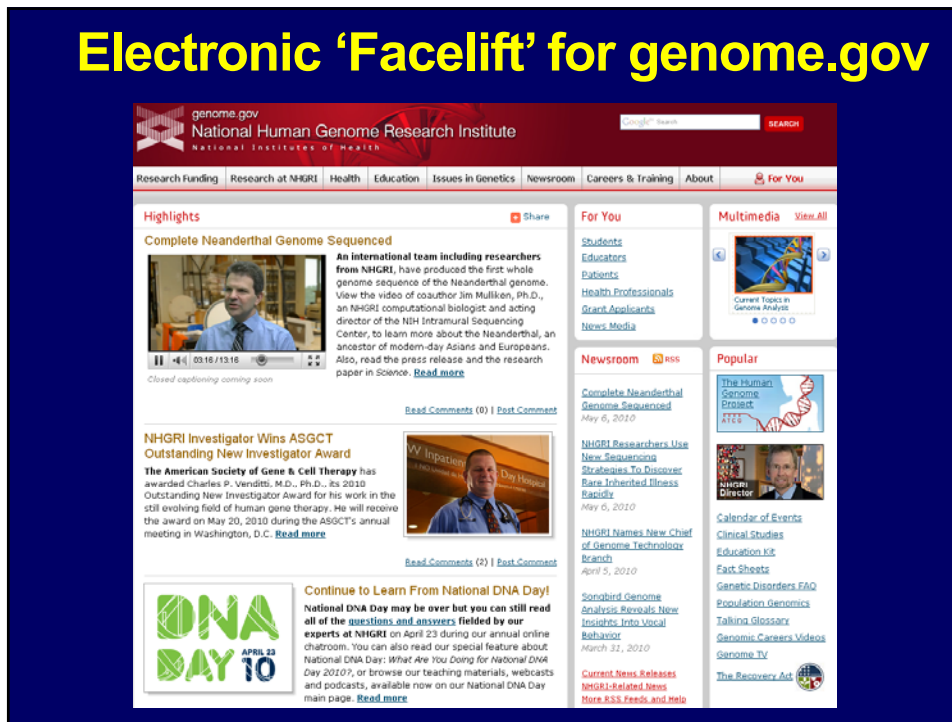 Electronic ‘Facelift’ for genome.gov
genome.gov
National Human Genome Research Institute
National Institutes of Health
Google™ Search
SEARCH
Research Funding
Research at NHGRI
Health
Education
Issues in Genetics
Newsroom
Careers & Training
About
For You
Highlights
Share
Complete Neanderthal Genome Sequenced
An international team including researchers
from NHGRI, have produced the first whole
genome sequence of the Neanderthal genome.
View the video of coauthor Jim Mulliken, Ph.D.,
an NHGRI computational biologist and acting
director of the NIH Intramural Sequencing
Center, to learn more about the Neanderthal, an
ancestor of modern-day Asians and Europeans.
Also, read the press release and the research
paper in Science. Read more
03:16 /13:16
Closed captioning coming soon
Read Comments (0) | Post Comment
NHGRI Investigator Wins ASGCT
Outstanding New Investigator Award
The American Society of Gene & Cell Therapy has
awarded Charles P. Venditti. M.D., Ph.D., its 2010
Outstanding New Investigator Award for his work in the
still evolving field of human gene therapy. He will receive
the award on May 20, 2010 during the ASGCT's annual
meeting in Washington, D.C. Read more
W Inpatient
Day Hospital
Read Comments (2) | Post Comment
DNA
DAY APRIL 23
10
Continue to Learn From National DNA Day!
National DNA Day may be over but you can still read
all of the questions and answers fielded by our
experts at NHGRI on April 23 during our annual online
chatroom. You can also read our special feature about
National DNA Day: What Are You Doing for National DNA
Day 2010?, or browse our teaching materials, webcasts
and podcasts, available now on our National DNA Day
main page. Read more
For You
Students
Educators
Patients
Health Professionals
Grant Applicants
News Media
Newsroom
RSS
Complete Neanderthal
Genome Sequenced
May 6, 2010
NHGRI Researchers Use
New Sequencing
Strategies To Discover
Rare Inherited Illness
Rapidly
May 6, 2010
NHGRI Names New Chief
of Genome Technology
Branch
April 5, 2010
Songbird Genome
Analysis Reveals New
Insights Into Vocal
Behavior
March 31, 2010
Current News Releases
NHGRI-Related News
More RSS Feeds and Help
Multimedia
View All
Current Topics in
Genome Analysis
Popular
The Human
Genome
Project
ATCG
NHGRI
Director
Calendar of Events
Clinical Studies
Education Kit
Fact Sheets
Genetic Disorders FAQ
Population Genomics
Talking Glossary
Genomic Careers Videos
Genome TV
The Recovery Act